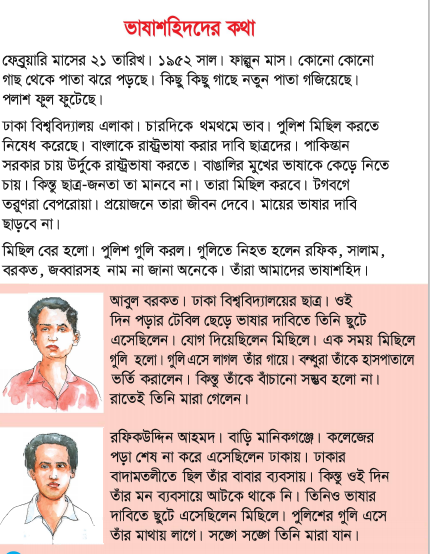 ভাষাশহিদদের কথা
ফেব্রুয়ারি মাসের ২১ তারিখ। ১৯৫২ সাল। ফাল্গুন মাস। কোনো কোনো
গাছ থেকে পাতা ঝরে পড়ছে। কিছু কিছু গাছে নতুন পাতা গজিয়েছে।
পলাশ ফুল ফুটেছে।
ঢাকা বিশ্ববিদ্যালয় এলাকা। চারদিকে থমথমে ভাব। পুলিশ মিছিল করতে
নিষেধ করেছে। বাংলাকে রাষ্ট্রভাষা করার দাবি ছাত্রদের। পাকিস্তান
সরকার চায় উর্দুকে রাষ্ট্রভাষা করতে। বাঙালির মুখের ভাষাকে কেড়ে নিতে
চায়। কিন্তু ছাত্র-জনতা তা মানবে না। তারা মিছিল করবে। টগবগে
তরুণরা বেপরোয়া। প্রয়োজনে তারা জীবন দেবে। মায়ের ভাষার দাবি
ছাড়বে না।
মিছিল বের হলো। পুলিশ গুলি করল। গুলিতে নিহত হলেন রফিক, সালাম,
বরকত, জব্বারসহ নাম না জানা অনেকে। তাঁরা আমাদের ভাষাশহিদ।
আবুল বরকত। ঢাকা বিশ্ববিদ্যালয়ের ছাত্র। ওই
দিন পড়ার টেবিল ছেড়ে ভাষার দাবিতে তিনি ছুটে
এসেছিলেন। যোগ দিয়েছিলেন মিছিলে। এক সময় মিছিলে
গুলি হলো। গুলি এসে লাগল তাঁর গায়ে। বন্ধুরা তাঁকে হাসপাতালে
ভর্তি করালেন। কিন্তু তাঁকে বাঁচানো সম্ভব হলো না।
রাতেই তিনি মারা গেলেন।
রফিকউদ্দিন আহমদ। বাড়ি মানিকগঞ্জে। কলেজের
পড়া শেষ না করে এসেছিলেন ঢাকায়। ঢাকার
বাদামতলীতে ছিল তাঁর বাবার ব্যবসায়। কিন্তু ওই দিন
তাঁর মন ব্যবসায়ে আটকে থাকে নি। তিনিও ভাষার
দাবিতে ছুটে এসেছিলেন মিছিলে। পুলিশের গুলি এসে
তাঁর মাথায় লাগে। সঙ্গে সঙ্গে তিনি মারা যান।